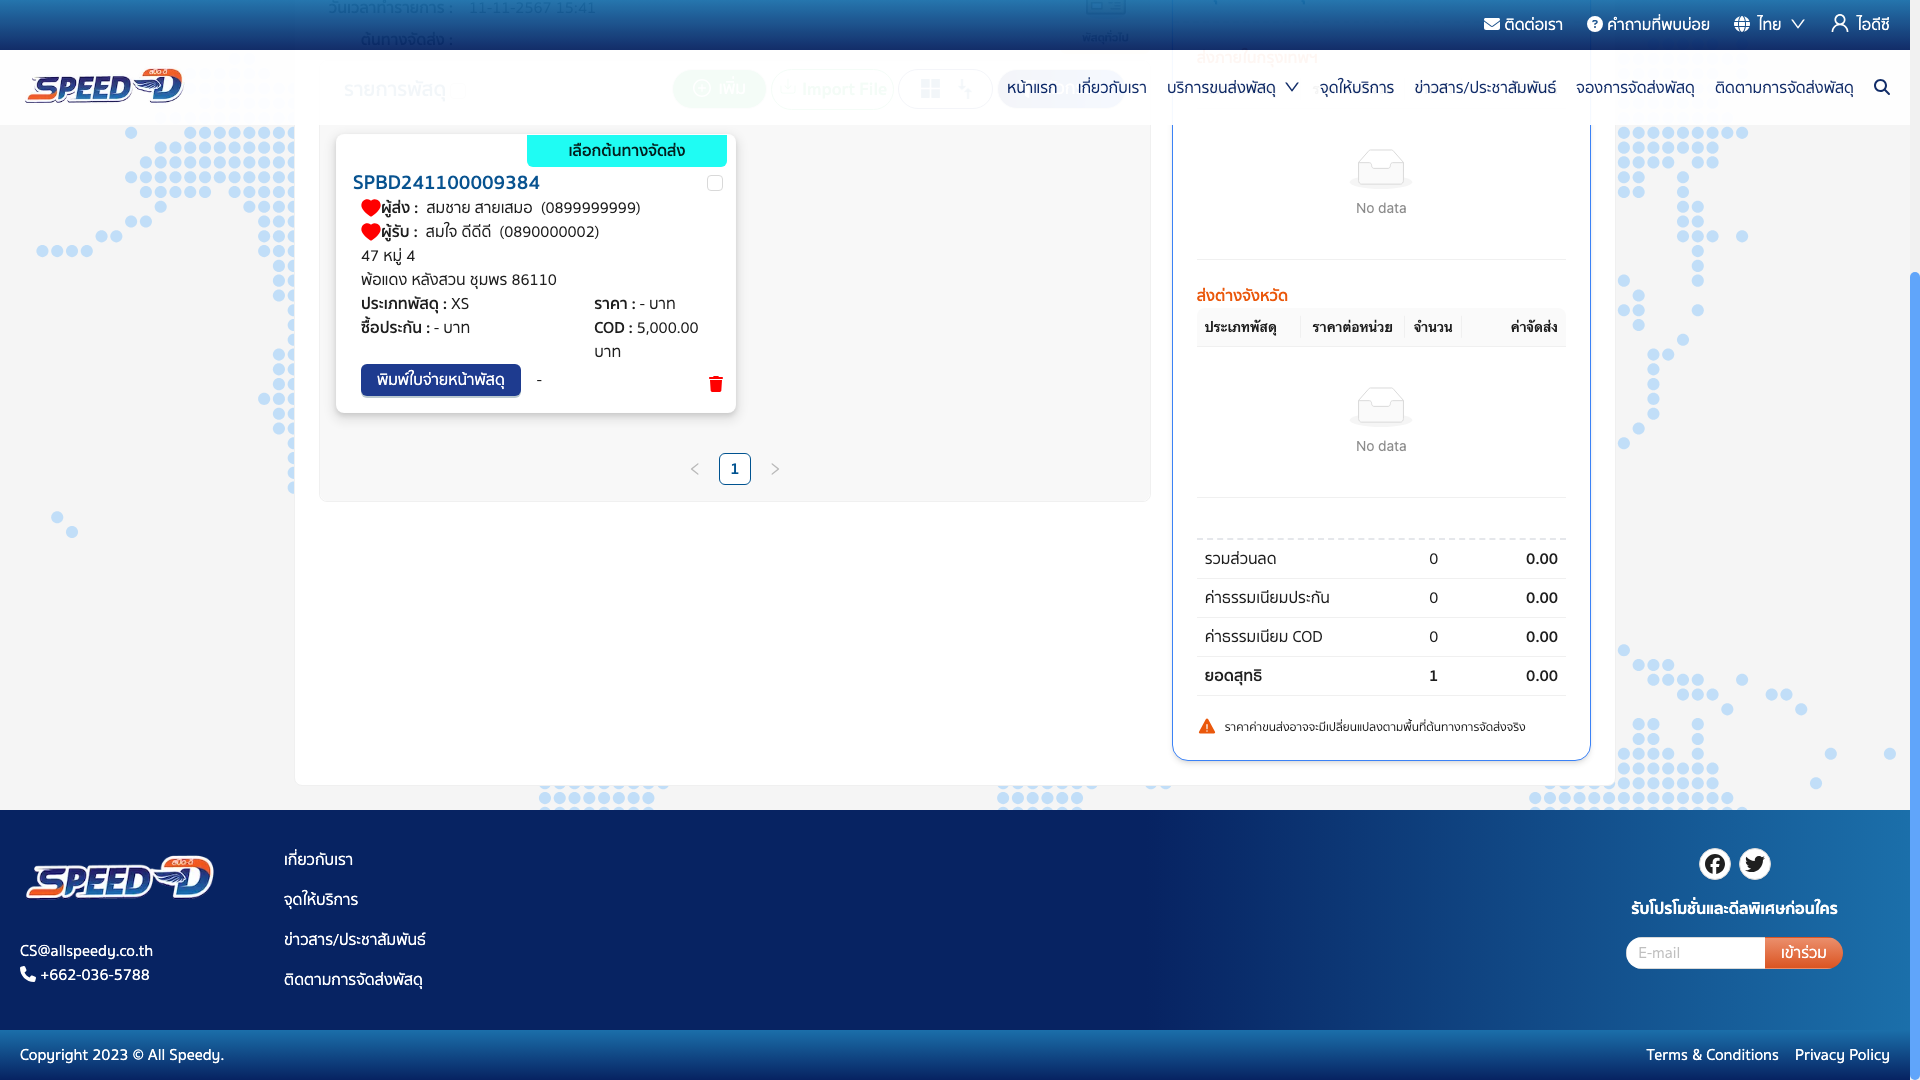 วันเวลาทำรายการ : 11-11-2567 15:41
ต้นทางจัดส่ง :
ติดต่อเรา
คำถามที่พบบ่อย
ไทย
ไอดีซี
SPEED-D
หน้าแรก
เกี่ยวกับเรา
บริการขนส่งพัสดุ
จุดให้บริการ
ข่าวสาร/ประชาสัมพันธ์
จองการจัดส่งพัสดุ
ติดตามการจัดส่งพัสดุ
รายการพัสดุ
เพิ่ม
Import File
เลือกต้นทางจัดส่ง
SPBD241100009384
ผู้ส่ง : สมชาย สายเสมอ (0899999999)
ผู้รับ : สมใจ ดีดีดี (0890000002)
47 หมู่ 4
พ้อแดง หลังสวน ชุมพร 86110
ประเภทพัสดุ : XS
ราคา : - บาท
ซื้อประกัน : - บาท
COD : 5,000.00
บาท
พิมพ์ใบจ่ายหน้าพัสดุ
-
1
No data
ส่งต่างจังหวัด
ประเภทพัสดุ ราคาต่อหน่วย จำนวน ค่าจัดส่ง
No data
รวมส่วนลด 0 0.00
ค่าธรรมเนียมประกัน 0 0.00
ค่าธรรมเนียม COD 0 0.00
ยอดสุทธิ 1 0.00
ราคาค่าขนส่งอาจจะมีเปลี่ยนแปลงตามพื้นที่ต้นทางการจัดส่งจริง
SPEED-D
CS@allspeedy.co.th
+662-036-5788
เกี่ยวกับเรา
จุดให้บริการ
ข่าวสาร/ประชาสัมพันธ์
ติดตามการจัดส่งพัสดุ
รับโปรโมชั่นและดีลพิเศษก่อนใคร
E-mail
เข้าร่วม
Copyright 2023 © All Speedy.
Terms & Conditions
Privacy Policy